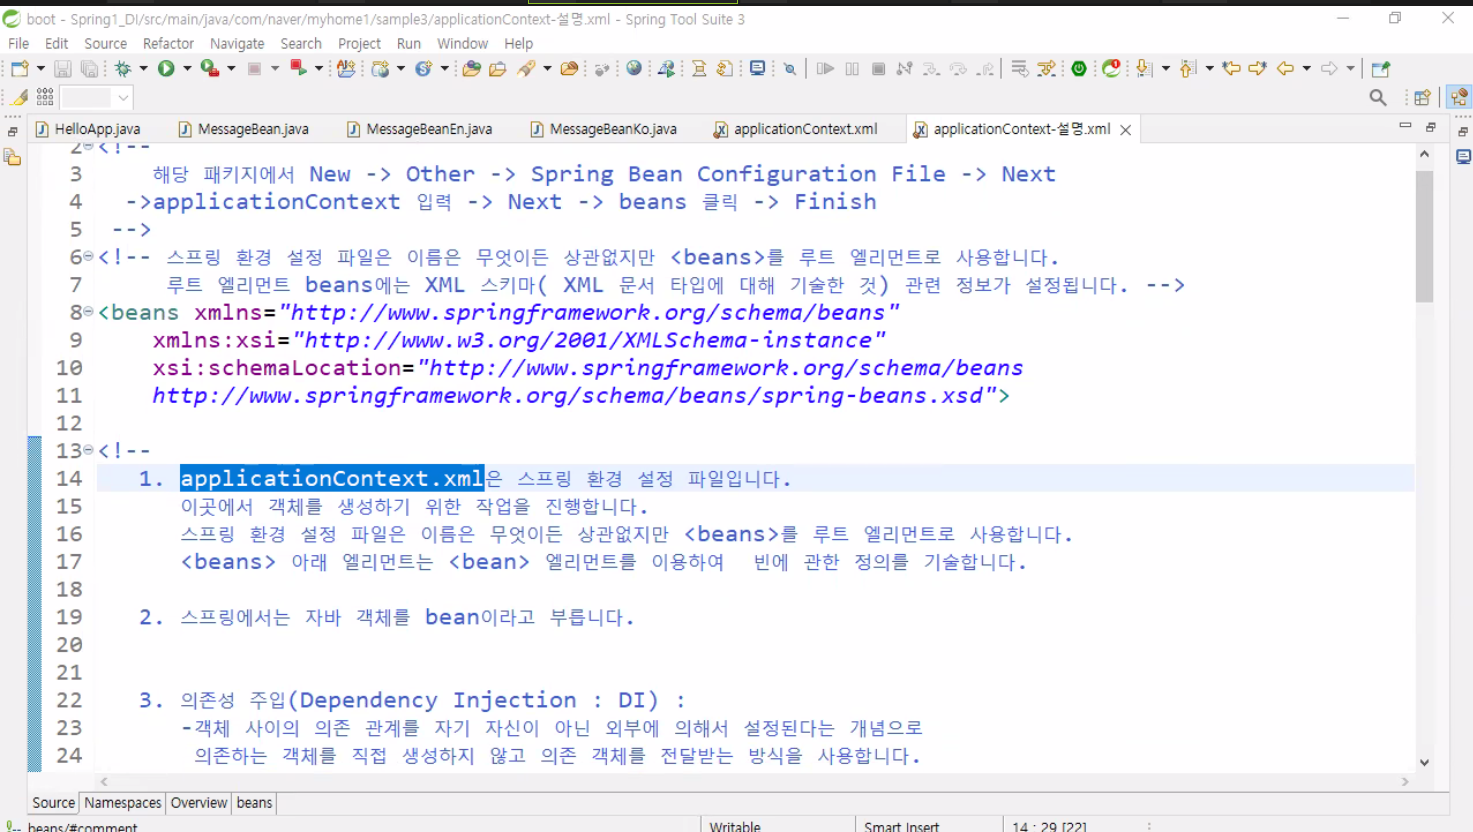 boot - Spring1_DI/src/main/java/com/naver/myhome1/sample3/applicationContext-설명.xml - Spring Tool Suite 3
File Edit Source Refactor Navigate Search Project Run Window Help
HelloApp.java MessageBean.java MessageBeanEn.java MessageBeanKo.java applicationContext.xml applicationContext-설명.xml
2 <!--
3 해당 패키지에서 New -> Other -> Spring Bean Configuration File -> Next
4 ->applicationContext 입력 -> Next -> beans 클릭 -> Finish
5 -->
6 <!-- 스프링 환경 설정 파일은 이름은 무엇이든 상관없지만 <beans>를 루트 엘리먼트로 사용합니다.
7 루트 엘리먼트 beans에는 XML 스키마( XML 문서 타입에 대해 기술한 것) 관련 정보가 설정됩니다. -->
8 <beans xmlns="http://www.springframework.org/schema/beans"
9 xmlns:xsi="http://www.w3.org/2001/XMLSchema-instance"
10 xsi:schemaLocation="http://www.springframework.org/schema/beans
11 http://www.springframework.org/schema/beans/spring-beans.xsd">
12
13 <!--
14 1. applicationContext.xml은 스프링 환경 설정 파일입니다.
15 이곳에서 객체를 생성하기 위한 작업을 진행합니다.
16 스프링 환경 설정 파일은 이름은 무엇이든 상관없지만 <beans>를 루트 엘리먼트로 사용합니다.
17 <beans> 아래 엘리먼트는 <bean> 엘리먼트를 이용하여 빈에 관한 정의를 기술합니다.
18
19 2. 스프링에서는 자바 객체를 bean이라고 부릅니다.
20
21
22 3. 의존성 주입(Dependency Injection : DI) :
23 -객체 사이의 의존 관계를 자기 자신이 아닌 외부에 의해서 설정된다는 개념으로
24 의존하는 객체를 직접 생성하지 않고 의존 객체를 전달받는 방식을 사용합니다.
Source Namespaces Overview beans
beans/#comment Writable Smart Insert 14 : 29 [22]